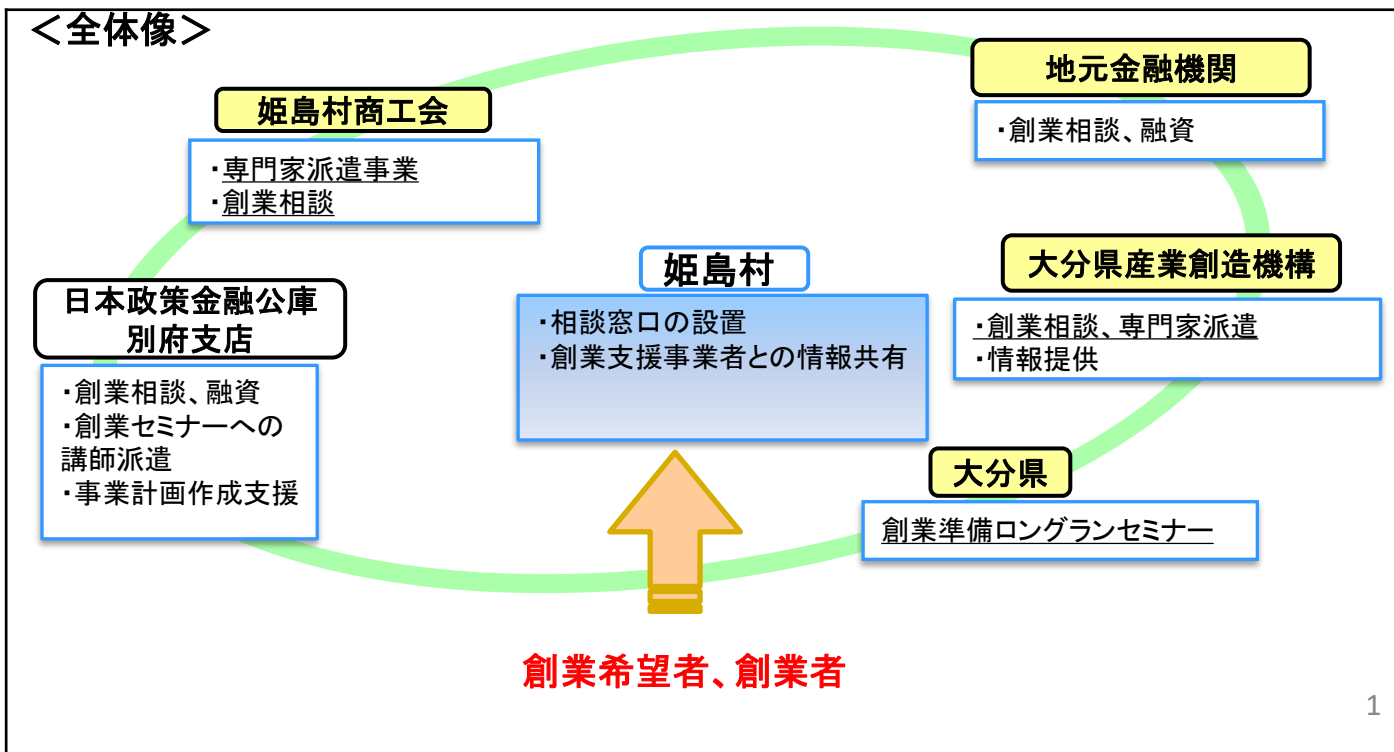 ＜全体像＞
姫島村商工会
・専門家派遣事業
・創業相談
地元金融機関
・創業相談、融資
日本政策金融公庫
別府支店
・創業相談、融資
・創業セミナーへの
講師派遣
・事業計画作成支援
姫島村
・相談窓口の設置
・創業支援事業者との情報共有
大分県産業創造機構
・創業相談、専門家派遣
・情報提供
大分県
創業準備ロングランセミナー
創業希望者、創業者
1